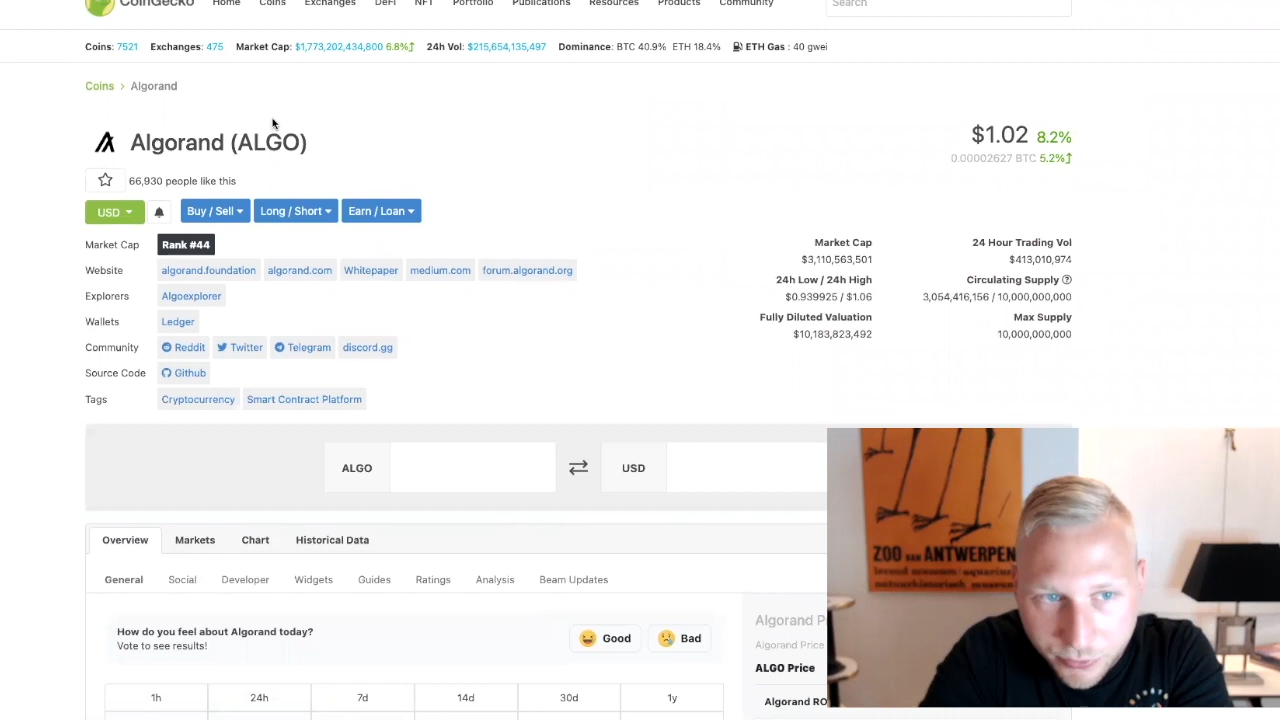 CoinGecko Home Coins Exchanges DeFi NFT Portfolio Publications Resources Products Community Search
Coins: 7521 Exchanges: 475 Market Cap: $1,773,202,434,800 6.8% 24h Vol: $215,654,135,497 Dominance: BTC 40.9% ETH 18.4% ETH Gas : 40 gwei
Coins > Algorand
Algorand (ALGO)
$1.02 8.2%
0.00002627 BTC 5.2%
66,930 people like this
USD Buy / Sell Long / Short Earn / Loan
Market Cap Rank #44
Website algorand.foundation algorand.com Whitepaper medium.com forum.algorand.org
Explorers Algoexplorer
Wallets Ledger
Community Reddit Twitter Telegram discord.gg
Source Code Github
Tags Cryptocurrency Smart Contract Platform
Market Cap 24 Hour Trading Vol
$3,110,563,501 $413,010,974
24h Low / 24h High Circulating Supply
$0.939925 / $1.06 3,054,416,156 / 10,000,000,000
Fully Diluted Valuation Max Supply
$10,183,823,492 10,000,000,000
ALGO USD
Overview Markets Chart Historical Data
General Social Developer Widgets Guides Ratings Analysis Beam Updates
How do you feel about Algorand today?
Vote to see results!
Good Bad
1h 24h 7d 14d 30d 1y
Algorand P
Algorand Price
ALGO Price
Algorand RO
ZOO VAN ANTWERPEN